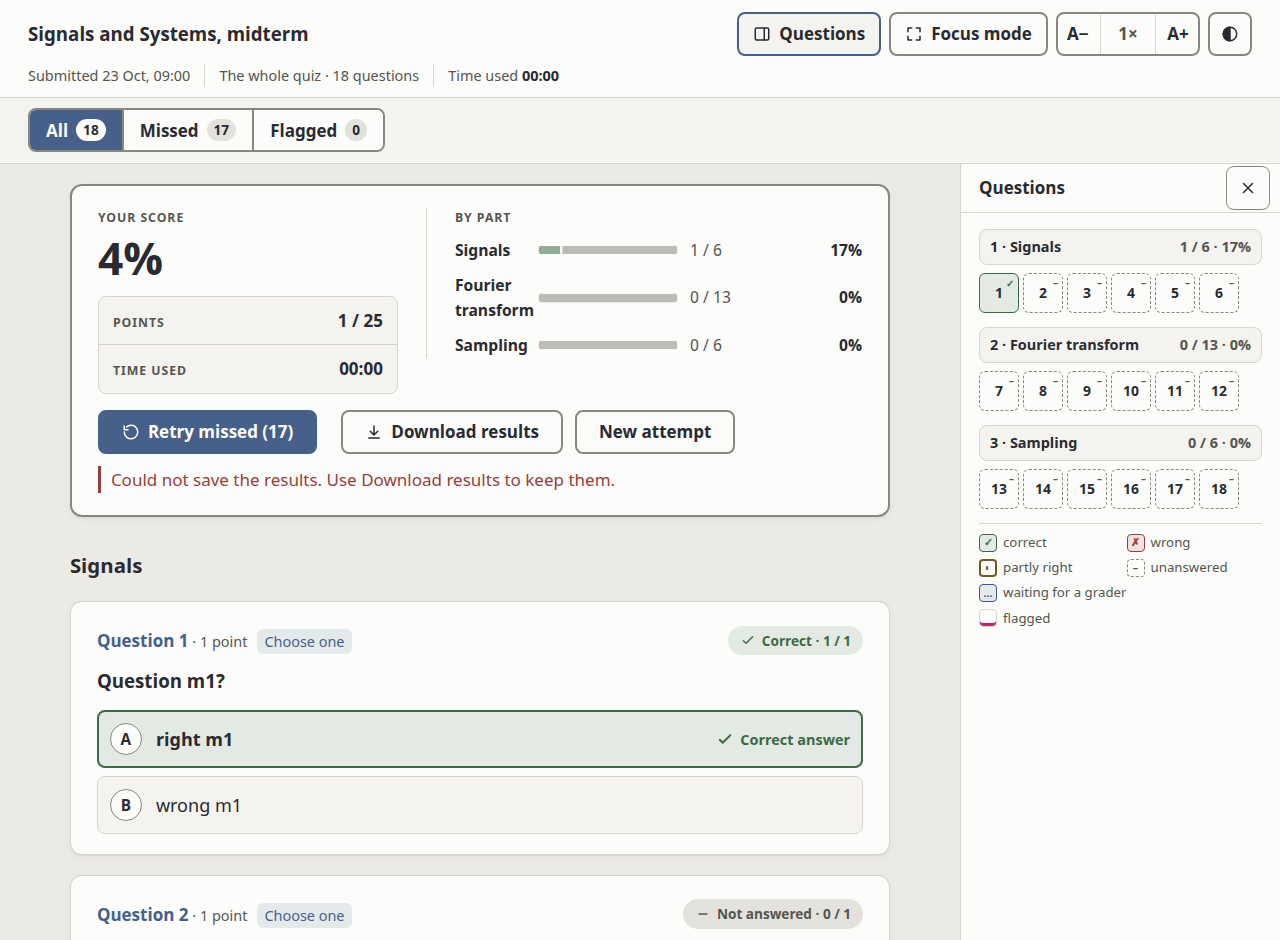 Signals and Systems, midterm
Questions
Focus mode
A−
1×
A+
Submitted 23 Oct, 09:00
The whole quiz · 18 questions
Time used 00:00
All 18
Missed 17
Flagged 0
YOUR SCORE
4%
POINTS 1 / 25
TIME USED 00:00
BY PART
Signals 1 / 6 17%
Fourier
transform 0 / 13 0%
Sampling 0 / 6 0%
Retry missed (17)
Download results
New attempt
Could not save the results. Use Download results to keep them.
Signals
Question 1 · 1 point Choose one
✓ Correct · 1 / 1
Question m1?
A right m1 ✓ Correct answer
B wrong m1
Question 2 · 1 point Choose one
– Not answered · 0 / 1
Questions
1 · Signals 1 / 6 · 17%
1 ✓ 2 – 3 – 4 – 5 – 6 –
2 · Fourier transform 0 / 13 · 0%
7 – 8 – 9 – 10 – 11 – 12 –
3 · Sampling 0 / 6 · 0%
13 – 14 – 15 – 16 – 17 – 18 –
✓ correct
✗ wrong
partly right
– unanswered
… waiting for a grader
flagged